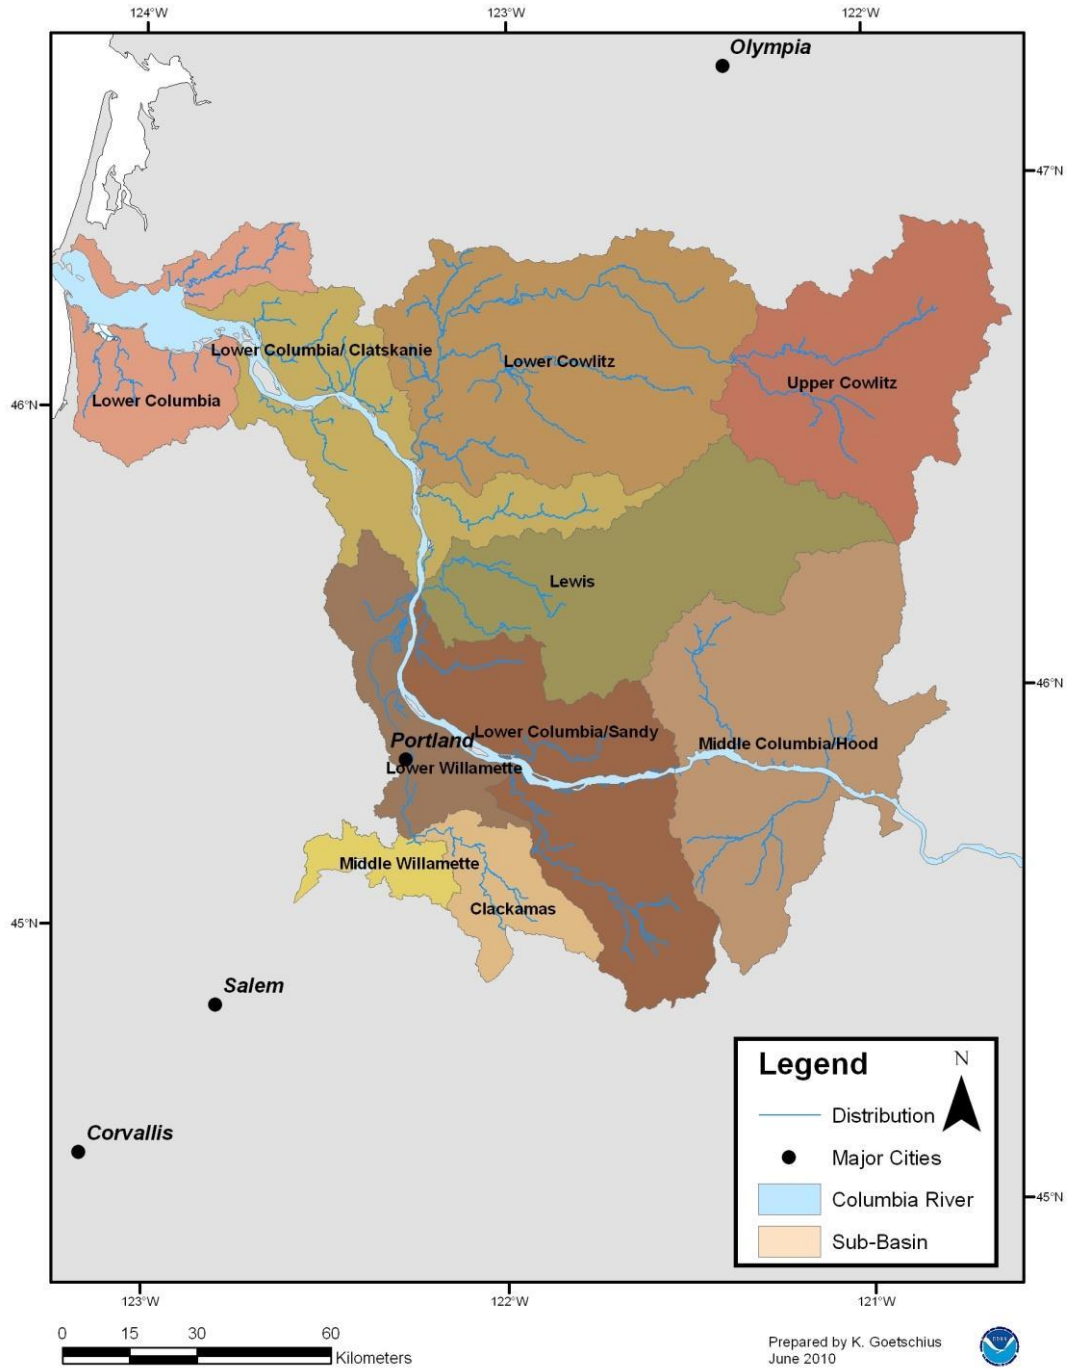 124°W
123°W
122°W
Olympia
47°N
Lower Columbia/ Clatskanie
Lower Cowlitz
Upper Cowlitz
Lower Columbia
46°N
Lewis
46°N
Lower Columbia/Sandy
Portland
Middle Columbia/Hood
Lower Willamette
Middle Willamette
Clackamas
45°N
Salem
Corvallis
Legend
N
Distribution
Major Cities
Columbia River
Sub-Basin
45°N
123°W
122°W
121°W
0 15 30 60
Kilometers
Prepared by K. Goetschius
June 2010